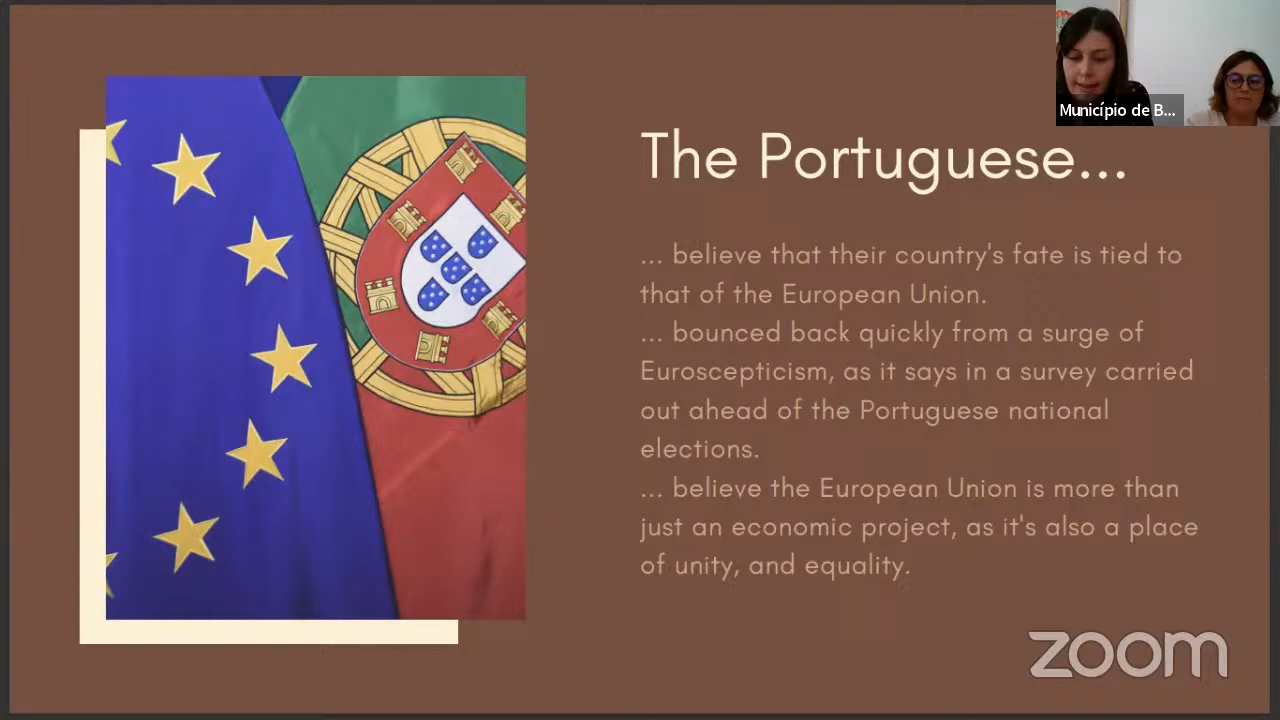 Município de B...
The Portuguese...
... believe that their country's fate is tied to
that of the European Union.
... bounced back quickly from a surge of
Euroscepticism, as it says in a survey carried
out ahead of the Portuguese national
elections.
... believe the European Union is more than
just an economic project, as it's also a place
of unity, and equality.
zoom